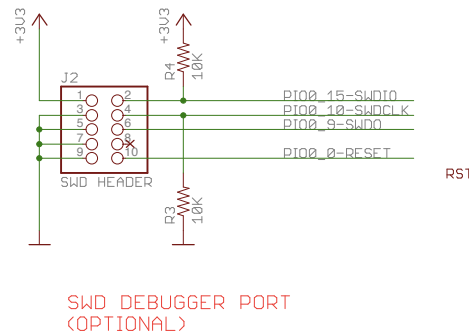 +3V3
+3V3
R4
10K
J2
1
2
PIO0_15-SWDIO
3
4
PIO0_10-SWDCLK
5
6
PIO0_9-SWDO
7
8
9
10
PIO0_0-RESET
SWD HEADER
RST
R3
10K
SWD DEBUGGER PORT
(OPTIONAL)